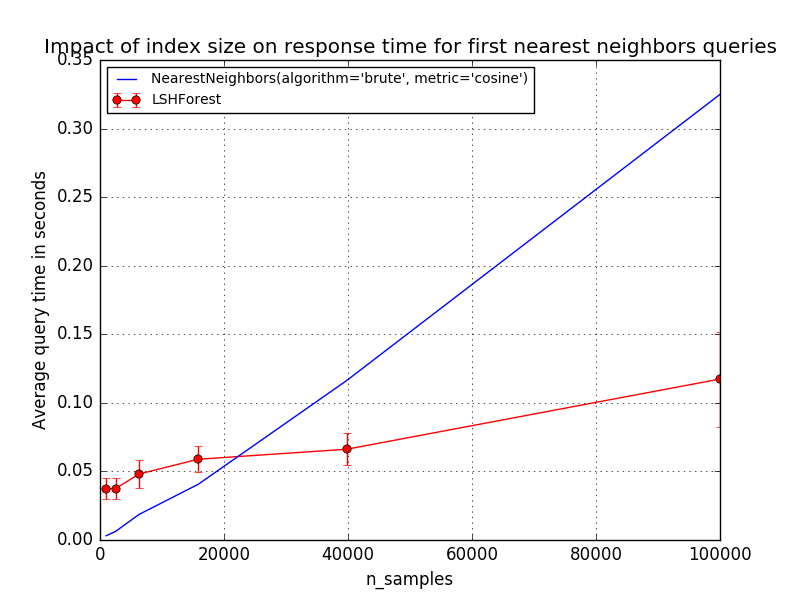 Impact of index size on response time for first nearest neighbors queries
NearestNeighbors(algorithm='brute', metric='cosine')
LSHForest
Average query time in seconds
0.35
0.30
0.25
0.20
0.15
0.10
0.05
0.00
0 20000 40000 60000 80000 100000
n_samples